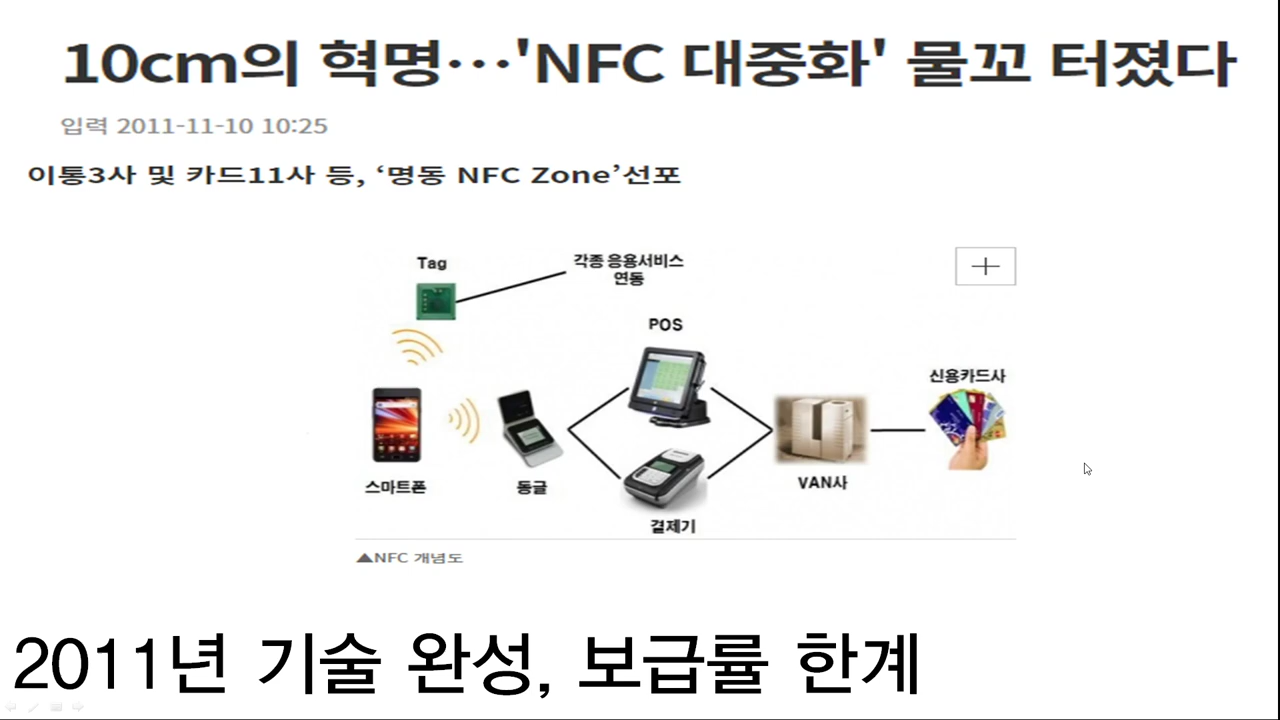 10cm의 혁명…'NFC 대중화' 물꼬 터졌다
입력 2011-11-10 10:25
이통3사 및 카드11사 등, ‘명동 NFC Zone’선포
Tag
각종 응용서비스
연동
POS
신용카드사
스마트폰
동글
VAN사
결제기
▲NFC 개념도
2011년 기술 완성, 보급률 한계